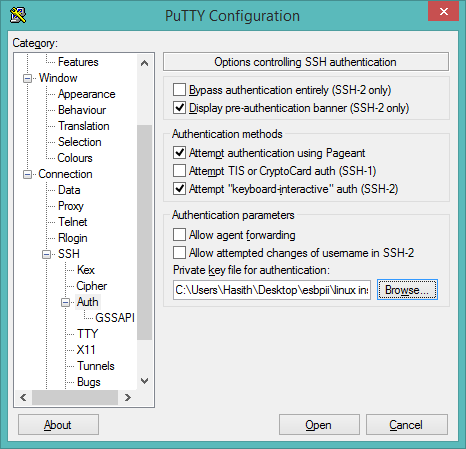 PuTTY Configuration
Category:
Features
Window
Appearance
Behaviour
Translation
Selection
Colours
Connection
Data
Proxy
Telnet
Rlogin
SSH
Kex
Cipher
Auth
GSSAPI
TTY
X11
Tunnels
Bugs
Options controlling SSH authentication
Bypass authentication entirely (SSH-2 only)
Display pre-authentication banner (SSH-2 only)
Authentication methods
Attempt authentication using Pageant
Attempt TIS or CryptoCard auth (SSH-1)
Attempt "keyboard-interactive" auth (SSH-2)
Authentication parameters
Allow agent forwarding
Allow attempted changes of username in SSH-2
Private key file for authentication:
C:\Users\Hasith\Desktop\esbpii\linux ins
Browse...
About
Open
Cancel